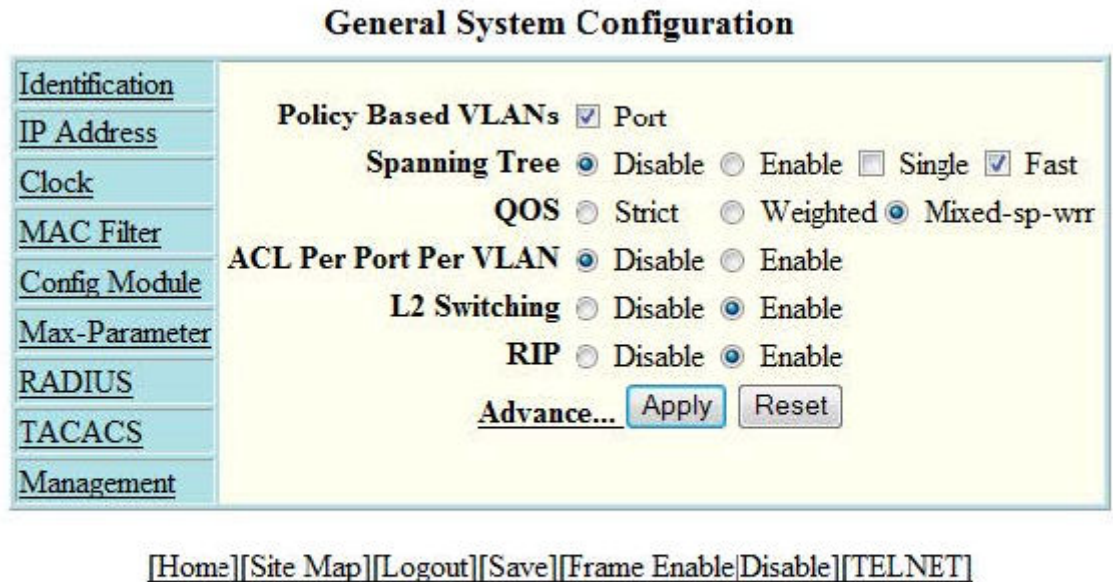 General System Configuration
Identification
IP Address
Clock
MAC Filter
Config Module
Max-Parameter
RADIUS
TACACS
Management
Policy Based VLANs Port
Spanning Tree Disable Enable Single Fast
QOS Strict Weighted Mixed-sp-wrr
ACL Per Port Per VLAN Disable Enable
L2 Switching Disable Enable
RIP Disable Enable
Advance... Apply Reset
[Home][Site Map][Logout][Save][Frame Enable|Disable][TELNET]